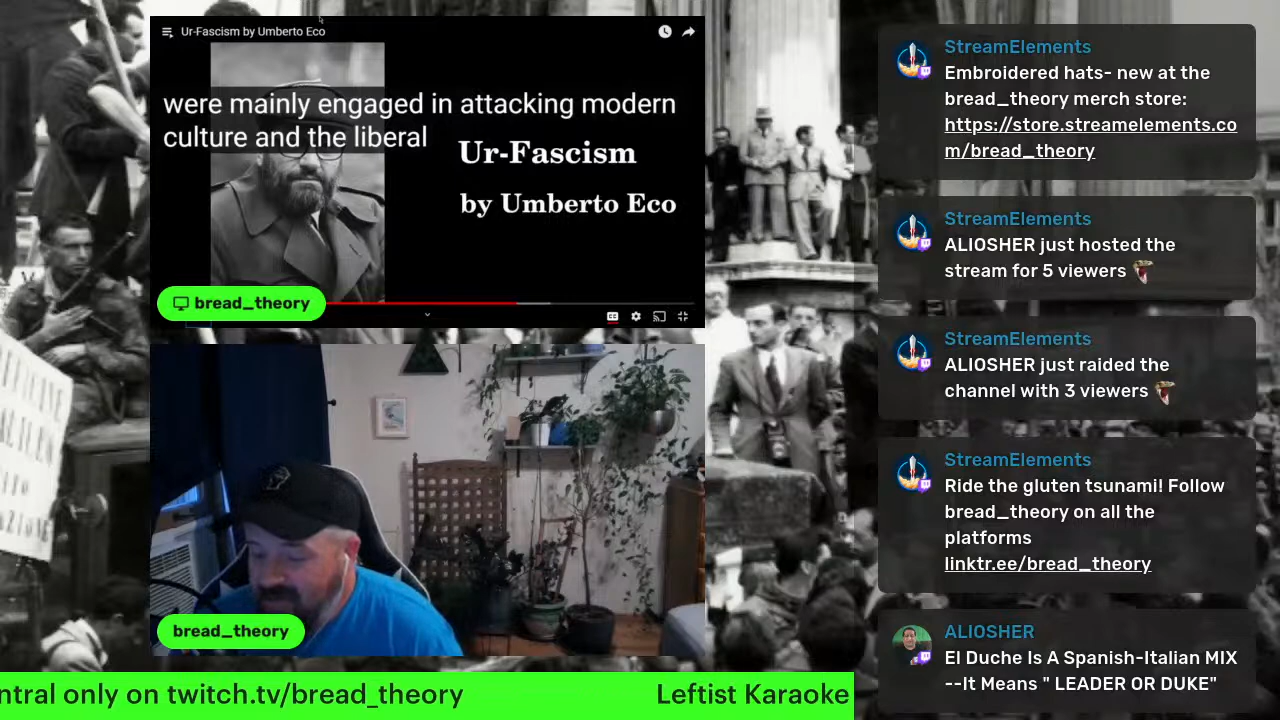 Ur-Fascism by Umberto Eco
were mainly engaged in attacking modern
culture and the liberal
Ur-Fascism
by Umberto Eco
bread_theory
bread_theory
ntral only on twitch.tv/bread_theory
Leftist Karaoke
StreamElements
Embroidered hats- new at the
bread_theory merch store:
https://store.streamelements.co
m/bread_theory
StreamElements
ALIOSHER just hosted the
stream for 5 viewers
StreamElements
ALIOSHER just raided the
channel with 3 viewers
StreamElements
Ride the gluten tsunami! Follow
bread_theory on all the
platforms
linktr.ee/bread_theory
ALIOSHER
El Duche Is A Spanish-Italian MIX
--It Means " LEADER OR DUKE"